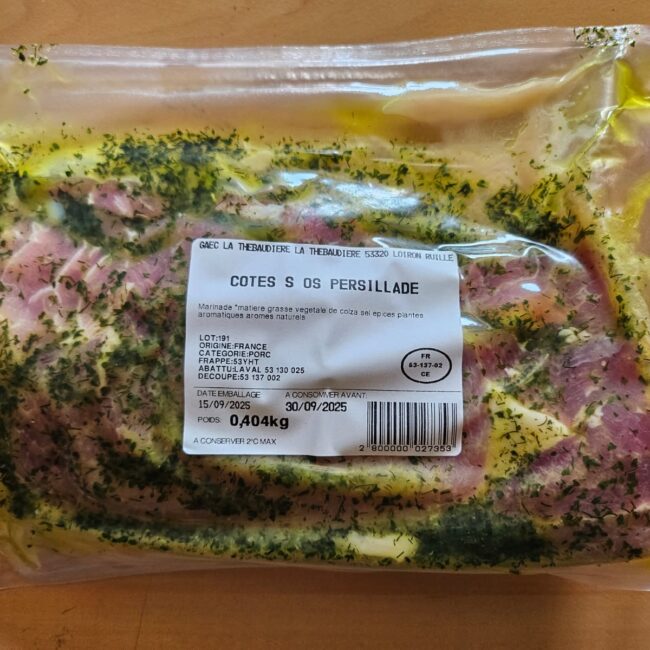 GAEC LA THEBAUDIERE LA THEBAUDIERE 53320 LOIRON RUILLE
COTES S OS PERSILLADE
Marinade *matiere grasse vegetale de colza sel epices plantes
aromatiques aromes naturels
LOT:191
ORIGINE:FRANCE
CATEGORIE:PORC
FRAPPE:53YHT
ABATTU:LAVAL 53 130 025
DECOUPE:53 137 002
FR
53-137-02
CE
DATE EMBALLAGE
15/09/2025
A CONSOMMER AVANT:
30/09/2025
POIDS: 0,404kg
A CONSERVER 2°C MAX
2 800000 027353